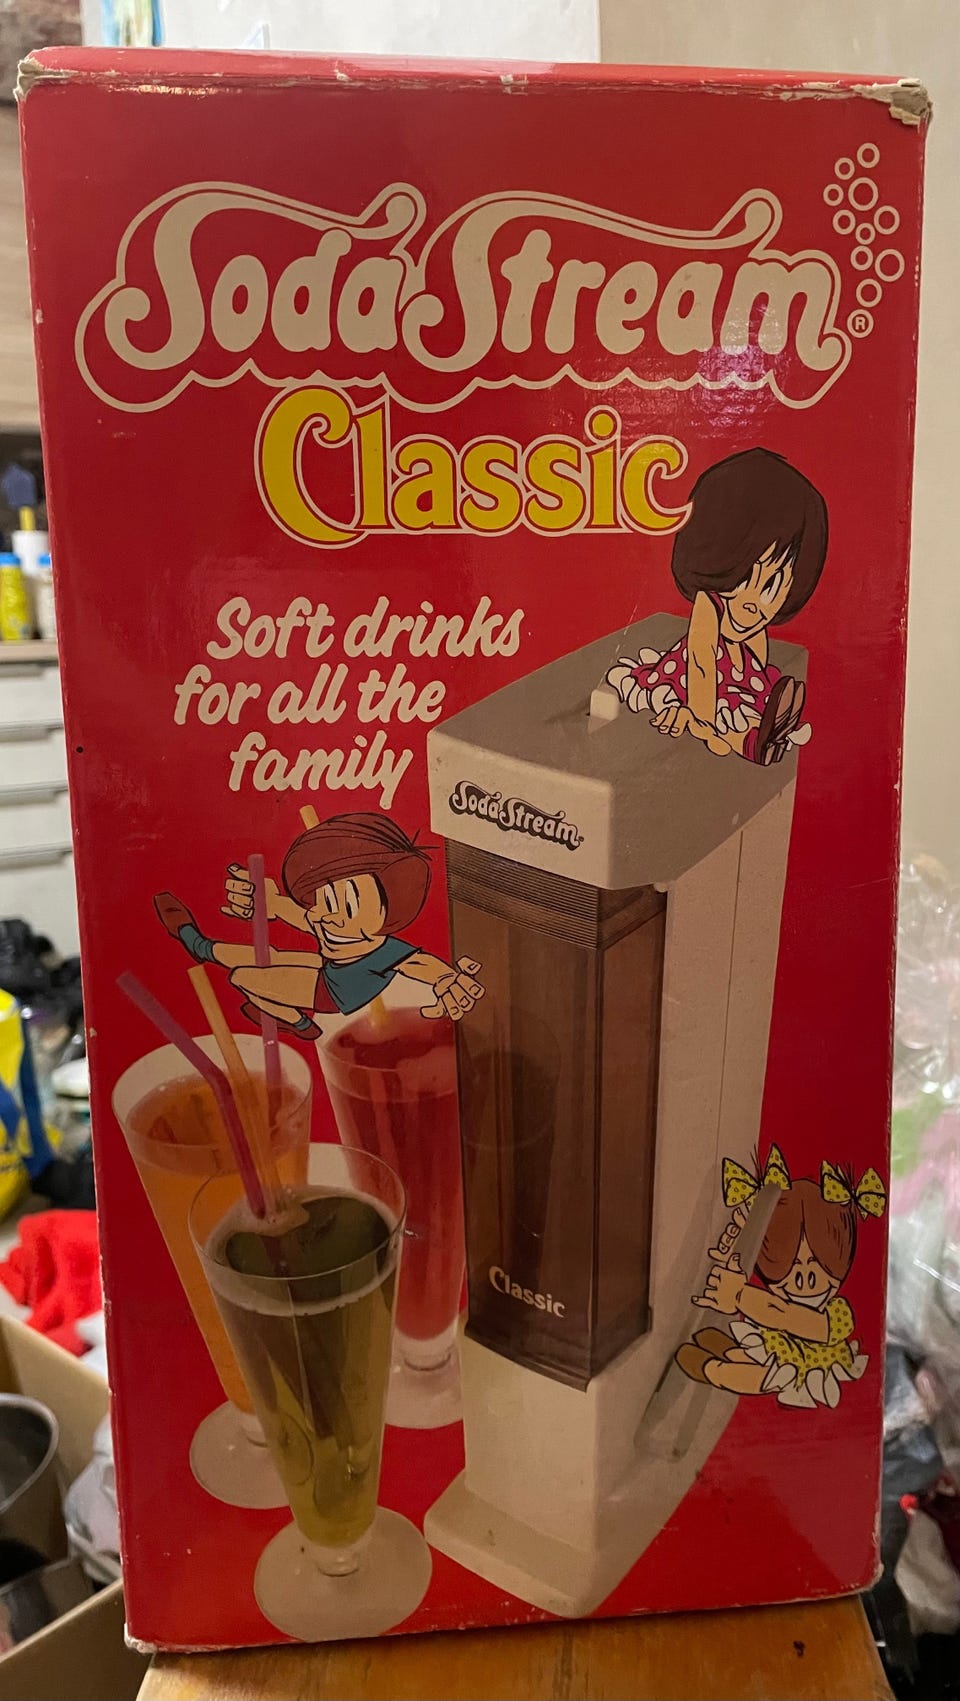 SodaStream®
Classic
Soft drinks
for all the
family
SodaStream
Classic